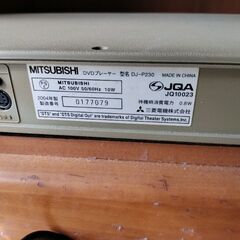 MITSUBISHI DVDプレーヤー 型名 DJ-P230 MADE IN CHINA
MITSUBISHI
AC 100V 50/60Hz 10W
JQA
JQ10023
2004年製
製造番号 0177079
待機時消費電力 0.8W
三菱電機株式会社
"DTS" and "DTS Digital Out" are trademarks of Digital Theater Systems, Inc.